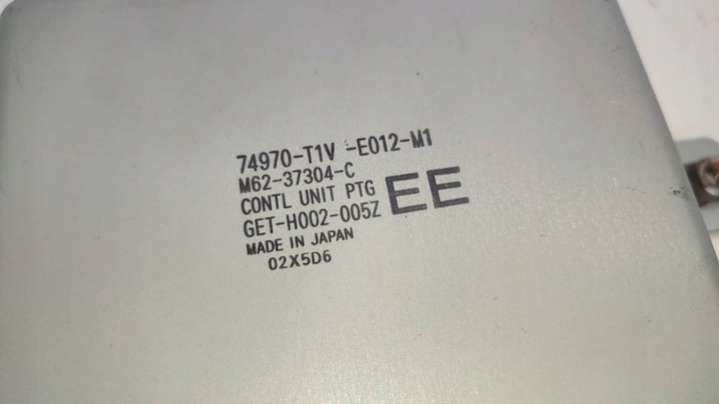 74970-T1V -E012-M1
M62-37304-C
CONTL UNIT PTG EE
GET-H002-005Z
MADE IN JAPAN
02X5D6